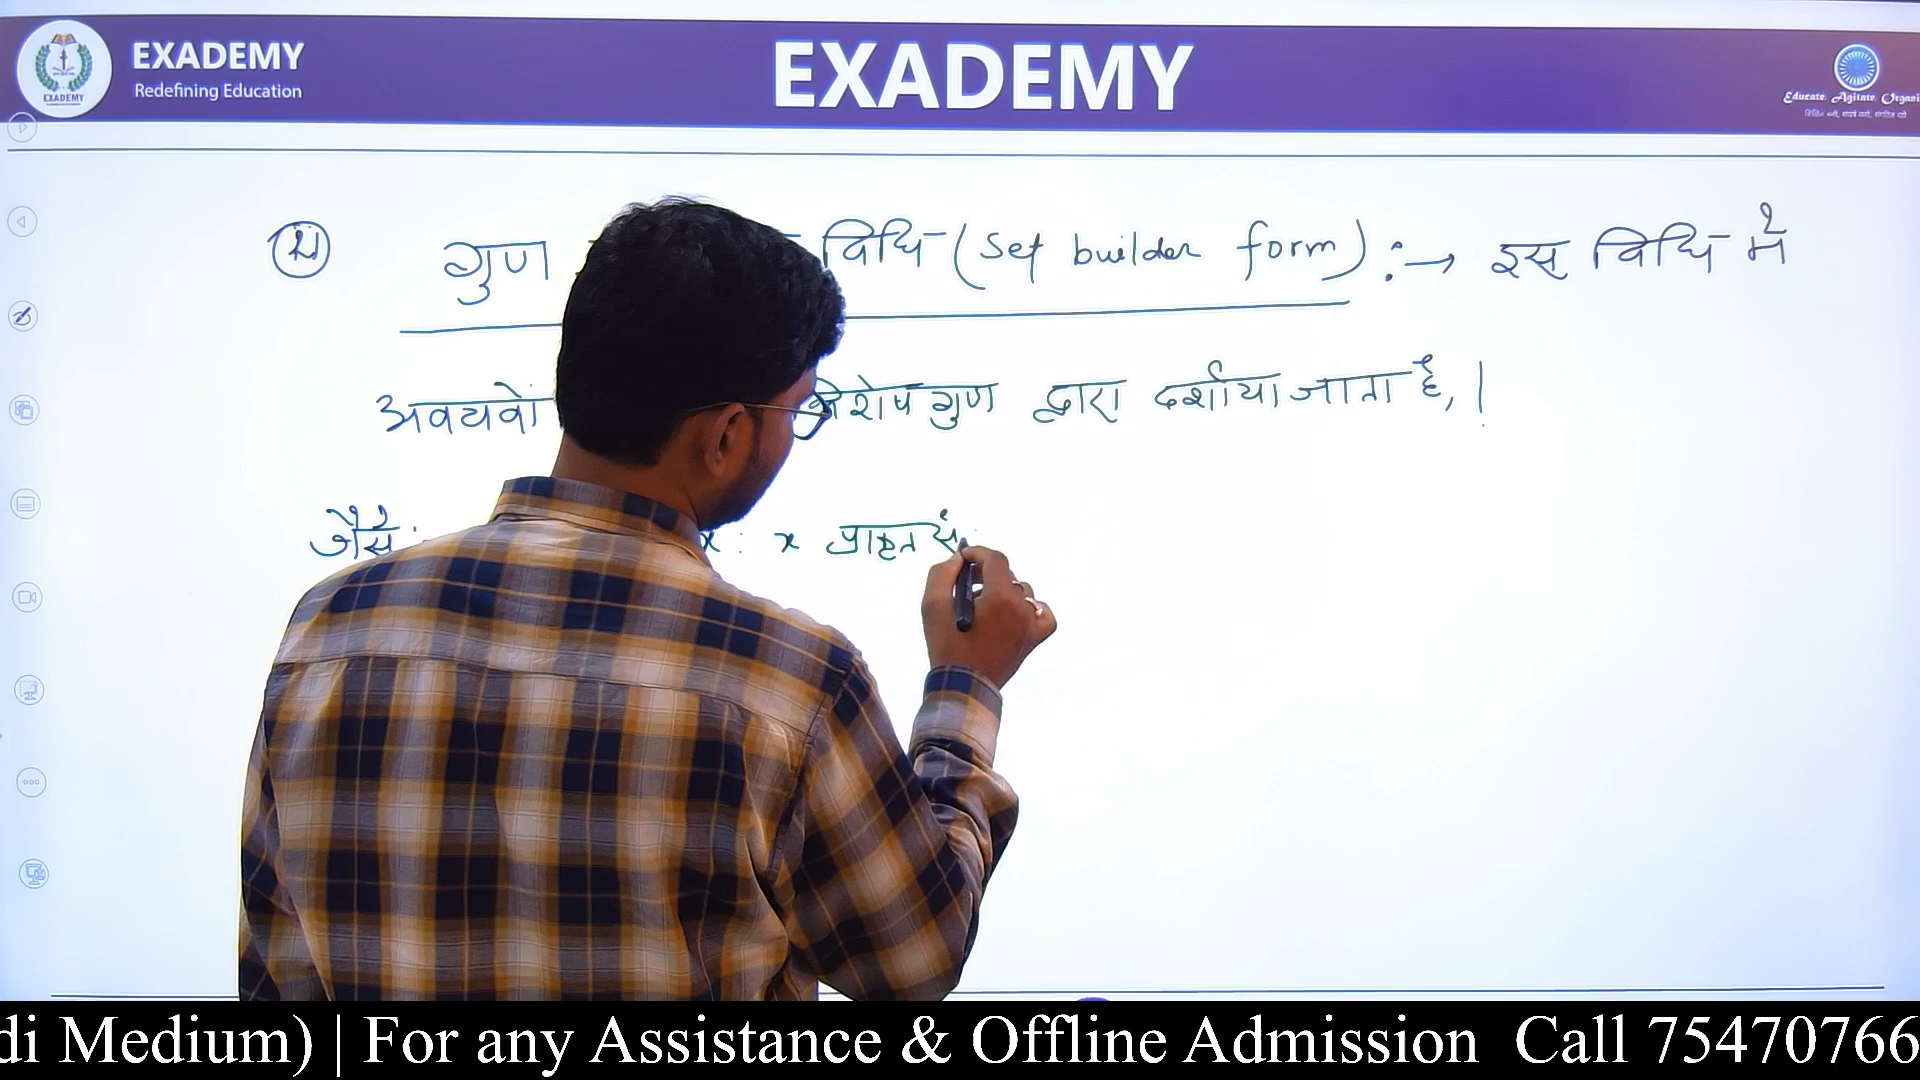 EXADEMY
Redefining Education
EXADEMY
EXADEMY
Educate Agitate Organi
गुण विधि (Set builder form) :→ इस विधि में
अवयवों विशेष गुण द्वारा दर्शाया जाता है, |
जैसे : x : x प्राकृत सं
di Medium) | For any Assistance & Offline Admission Call 75470766